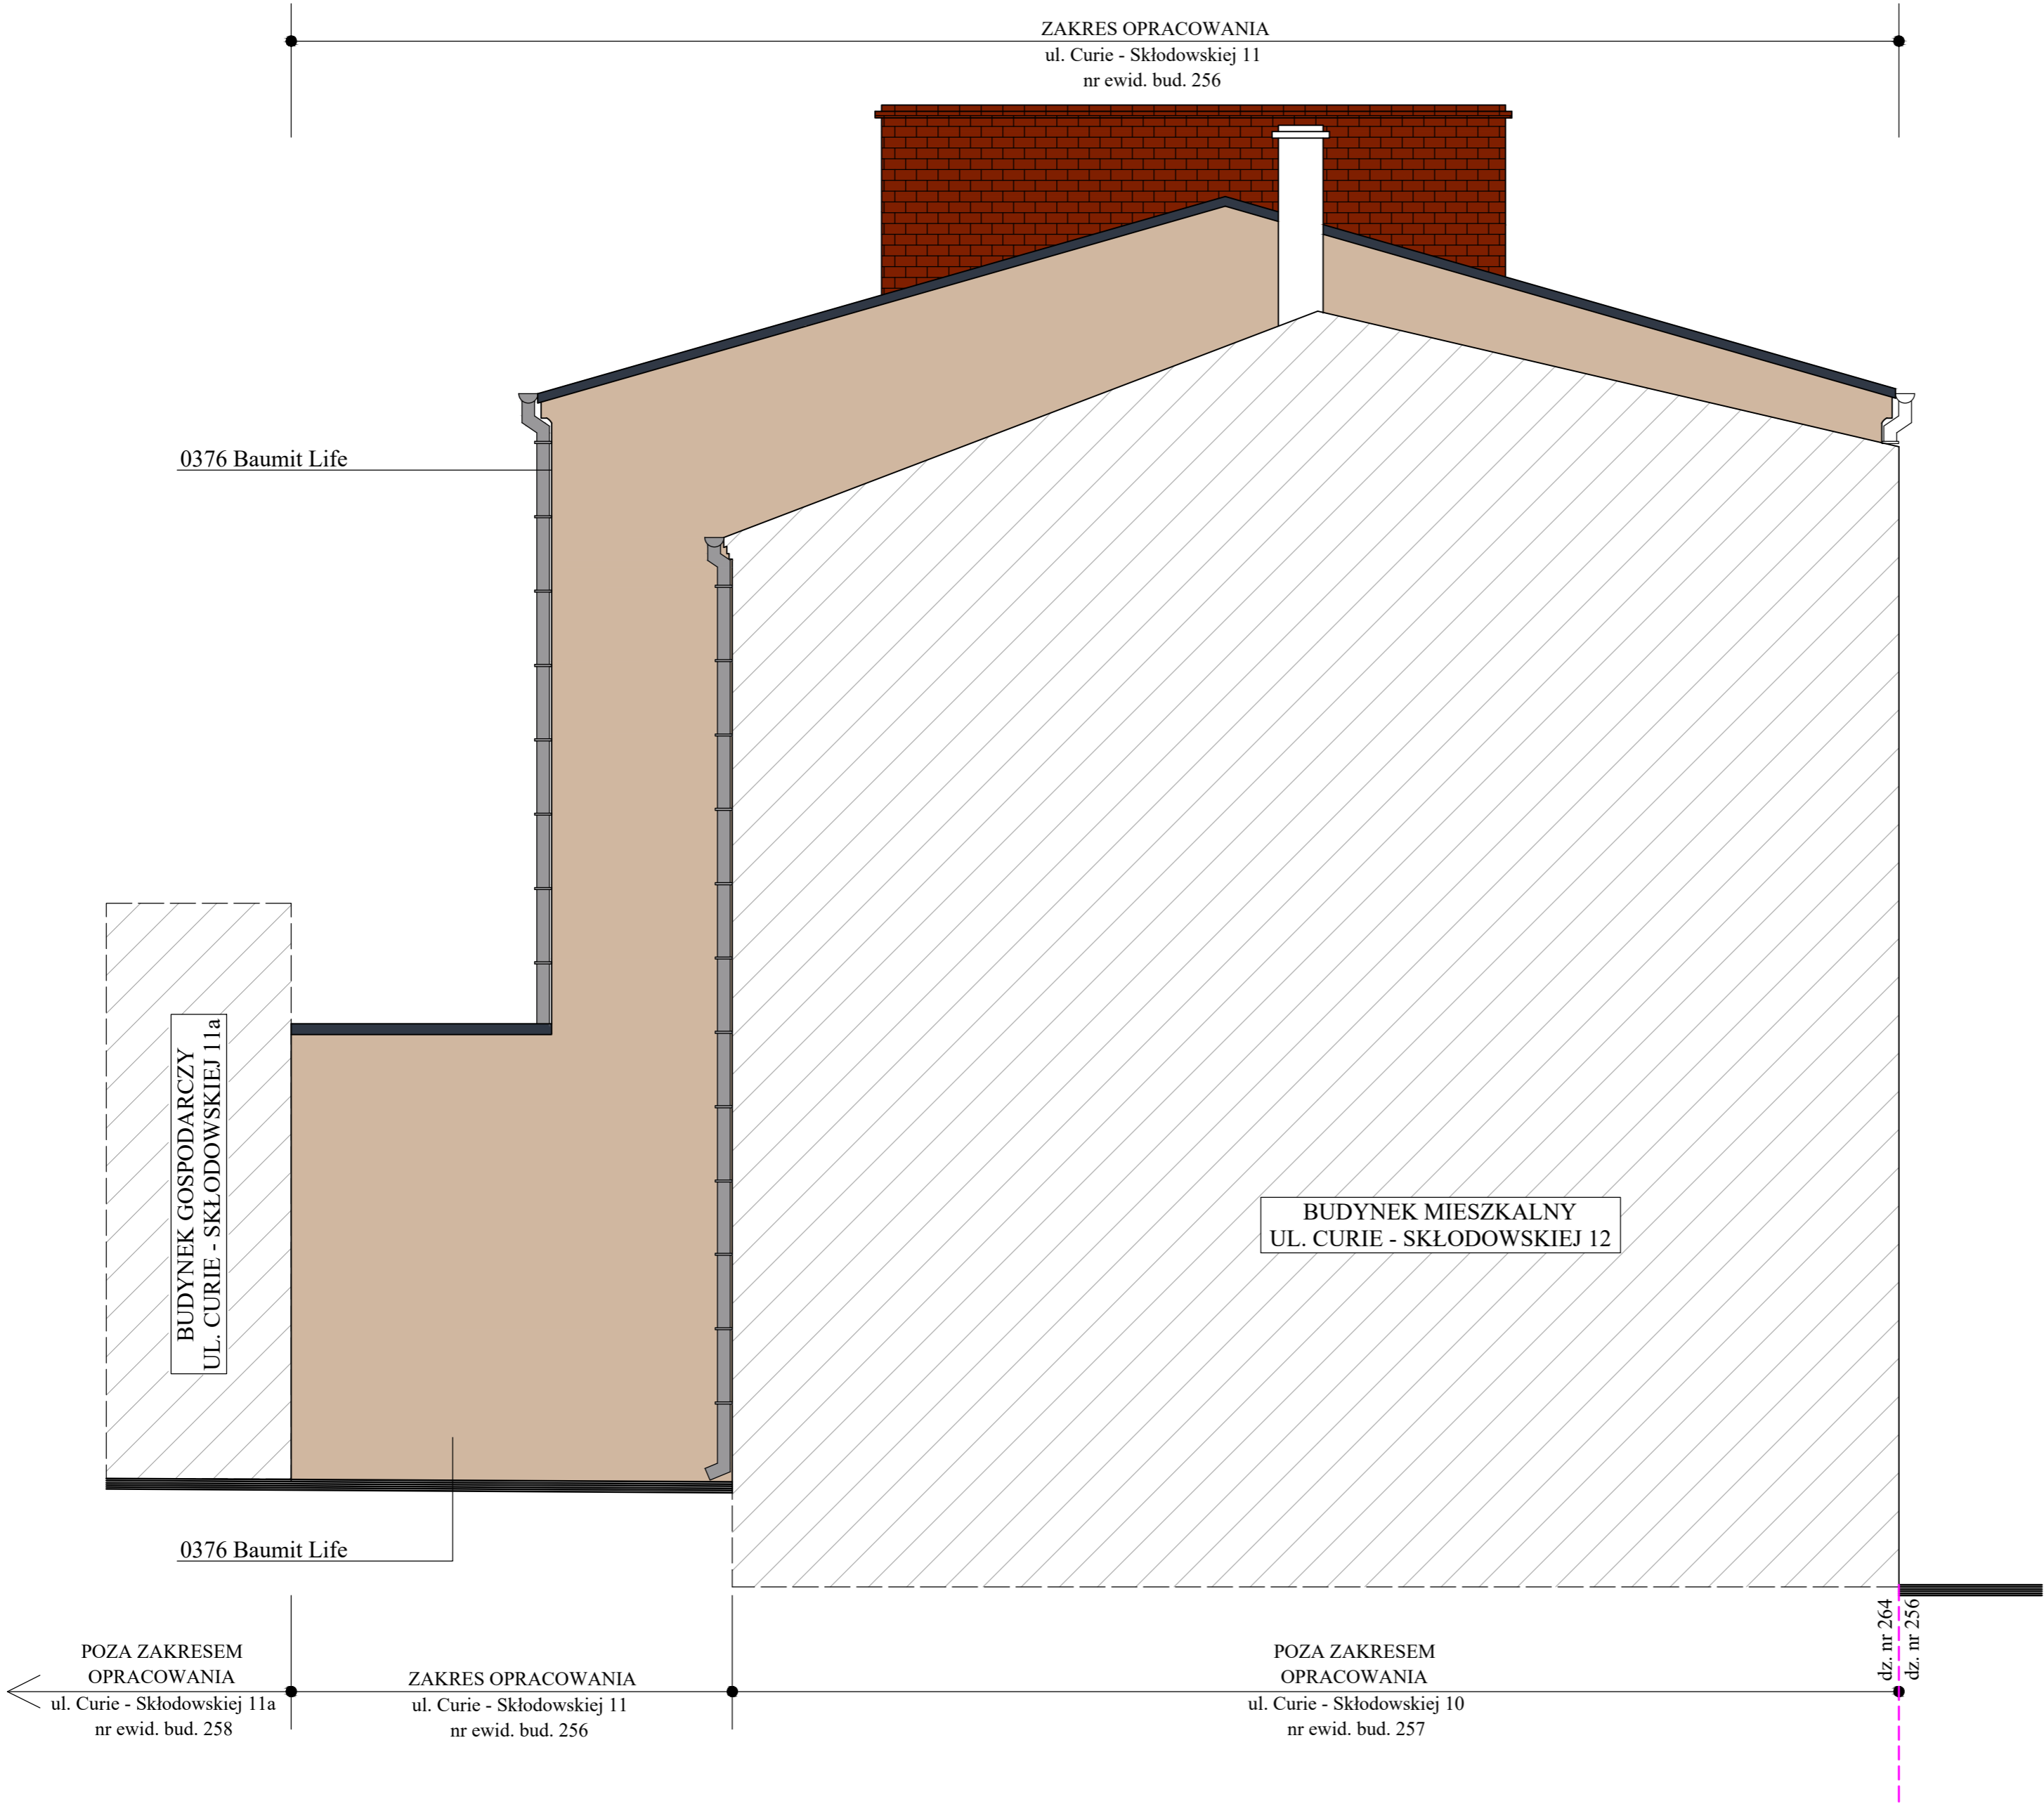 ZAKRES OPRACOWANIA
ul. Curie - Skłodowskiej 11
nr ewid. bud. 256
0376 Baumit Life
BUDYNEK GOSPODARCZY
UL. CURIE - SKŁODOWSKIEJ 11a
BUDYNEK MIESZKALNY
UL. CURIE - SKŁODOWSKIEJ 12
0376 Baumit Life
dz. nr 264
dz. nr 256
POZA ZAKRESEM
OPRACOWANIA
ul. Curie - Skłodowskiej 11a
nr ewid. bud. 258
ZAKRES OPRACOWANIA
ul. Curie - Skłodowskiej 11
nr ewid. bud. 256
POZA ZAKRESEM
OPRACOWANIA
ul. Curie - Skłodowskiej 10
nr ewid. bud. 257